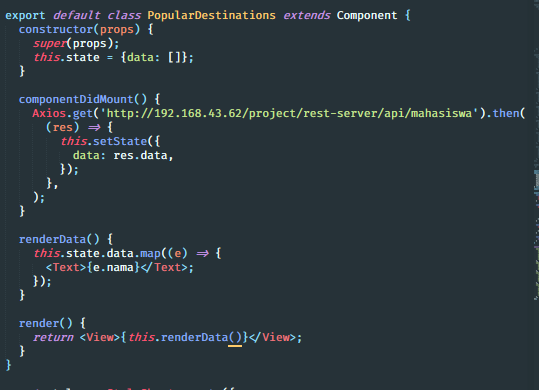 export default class PopularDestinations extends Component {
constructor(props) {
super(props);
this.state = {data: []};
}
componentDidMount() {
Axios.get('http://192.168.43.62/project/rest-server/api/mahasiswa').then(
(res) => {
this.setState({
data: res.data,
});
},
);
}
renderData() {
this.state.data.map((e) => {
<Text>{e.nama}</Text>;
});
}
render() {
return <View>{this.renderData()}</View>;
}
}